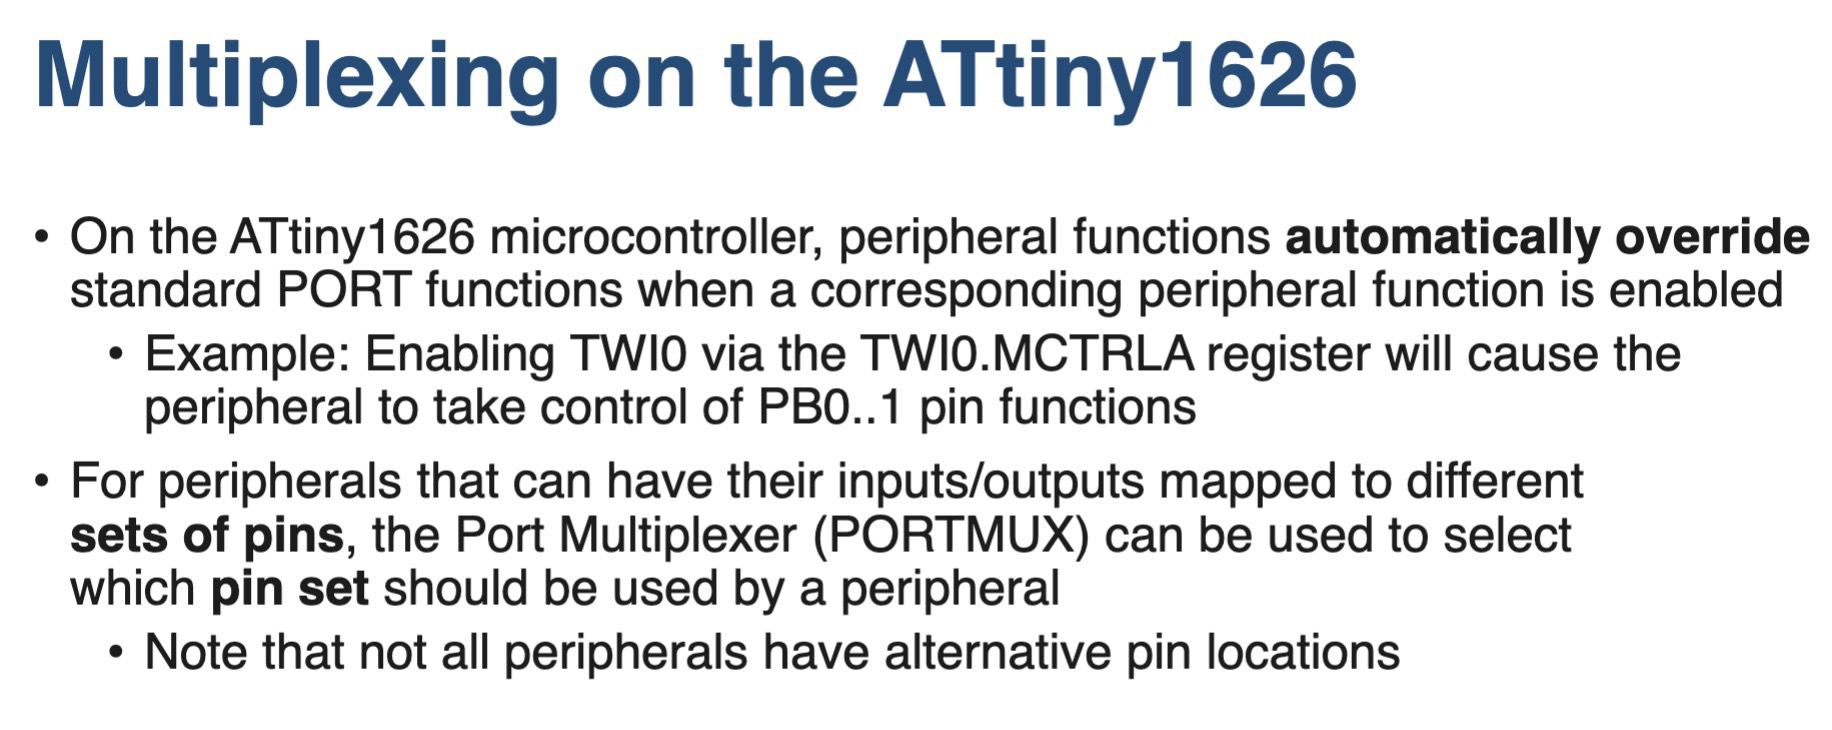 Multiplexing on the ATtiny1626
• On the ATtiny1626 microcontroller, peripheral functions automatically override
standard PORT functions when a corresponding peripheral function is enabled
• Example: Enabling TWI0 via the TWI0.MCTRLA register will cause the
peripheral to take control of PB0..1 pin functions
• For peripherals that can have their inputs/outputs mapped to different
sets of pins, the Port Multiplexer (PORTMUX) can be used to select
which pin set should be used by a peripheral
• Note that not all peripherals have alternative pin locations